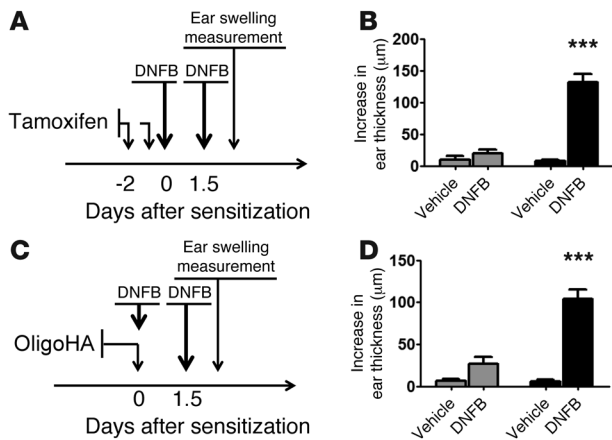 A
Ear swelling
measurement
DNFB DNFB
Tamoxifen
-2 0 1.5
Days after sensitization
B
Increase in
ear thickness (μm)
200
150
100
50
0
***
Vehicle DNFB Vehicle DNFB
C
Ear swelling
measurement
DNFB DNFB
OligoHA
0 1.5
Days after sensitization
D
Increase in
ear thickness (μm)
150
100
50
0
***
Vehicle DNFB Vehicle DNFB